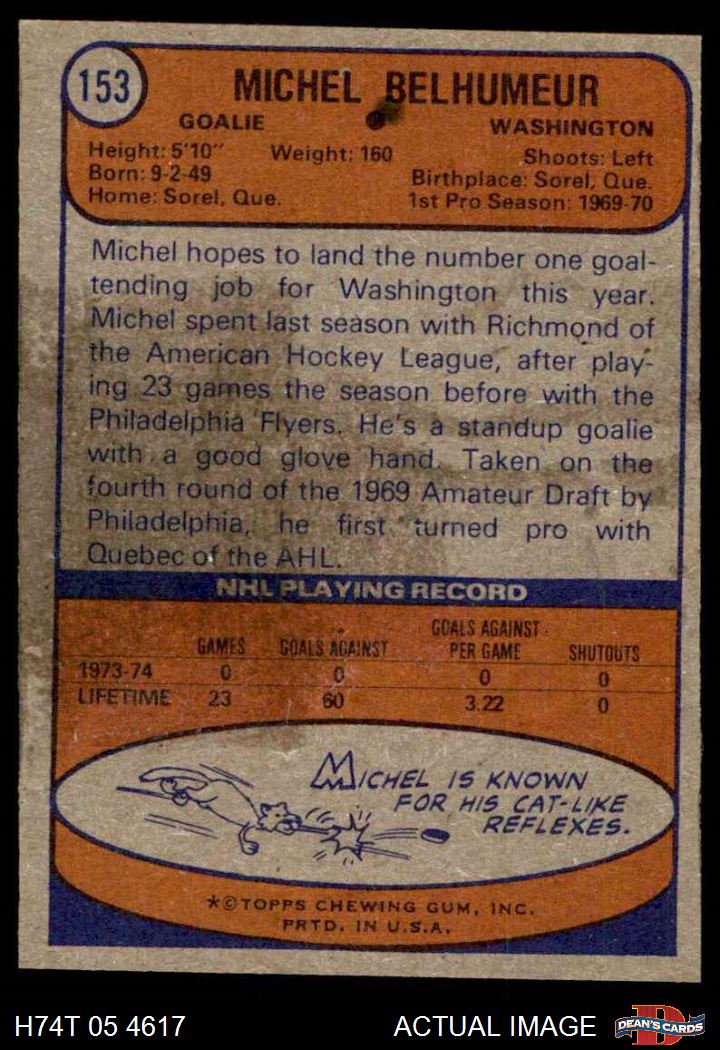 153
MICHEL BELHUMEUR
GOALIE
WASHINGTON
Height: 5'10" Weight: 160 Shoots: Left
Born: 9-2-49 Birthplace: Sorel, Que.
Home: Sorel, Que. 1st Pro Season: 1969-70
Michel hopes to land the number one goal-
tending job for Washington this year.
Michel spent last season with Richmond of
the American Hockey League, after play-
ing 23 games the season before with the
Philadelphia Flyers. He's a standup goalie
with a good glove hand. Taken on the
fourth round of the 1969 Amateur Draft by
Philadelphia, he first turned pro with
Quebec of the AHL.
NHL PLAYING RECORD
GAMES GOALS AGAINST GOALS AGAINST PER GAME SHUTOUTS
1973-74 0 0 0 0
LIFETIME 23 60 3.22 0
MICHEL IS KNOWN
FOR HIS CAT-LIKE
REFLEXES.
*©TOPPS CHEWING GUM, INC.
PRTD. IN U.S.A.
H74T 05 4617 ACTUAL IMAGE DEAN'S CARDS